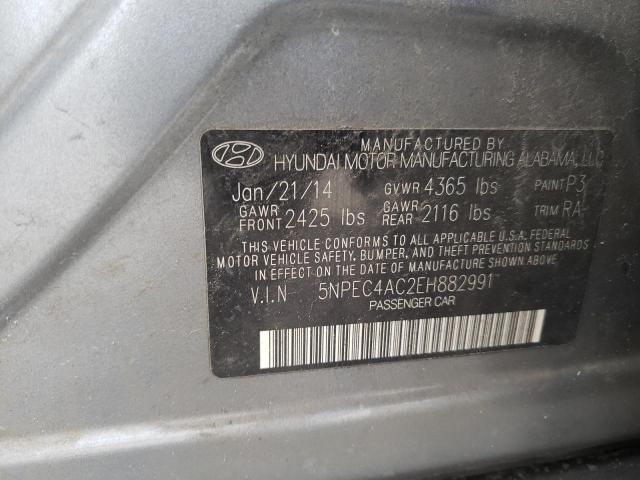 MANUFACTURED BY
HYUNDAI MOTOR MANUFACTURING ALABAMA, LLC
Jan/21/14 GVWR 4365 lbs PAINT P3
GAWR FRONT 2425 lbs GAWR REAR 2116 lbs TRIM RA
THIS VEHICLE CONFORMS TO ALL APPLICABLE U.S.A. FEDERAL
MOTOR VEHICLE SAFETY, BUMPER, AND THEFT PREVENTION STANDARDS
IN EFFECT ON THE DATE OF MANUFACTURE SHOWN ABOVE.
V.I.N 5NPEC4AC2EH882991
PASSENGER CAR